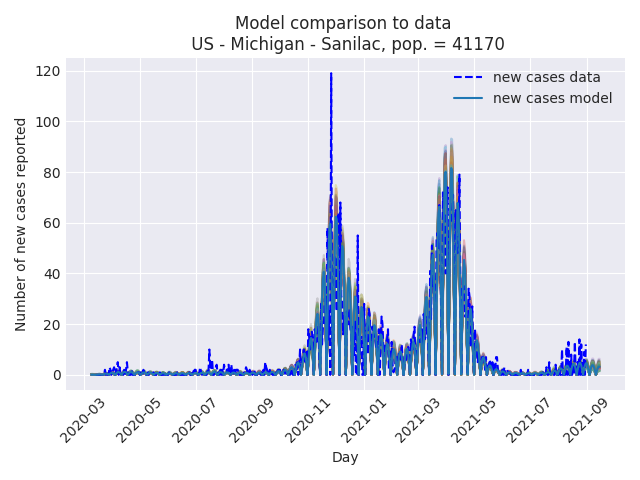 Model comparison to data
US - Michigan - Sanilac, pop. = 41170
new cases data
new cases model
Number of new cases reported
120
100
80
60
40
20
0
2020-03
2020-05
2020-07
2020-09
2020-11
2021-01
2021-03
2021-05
2021-07
2021-09
Day